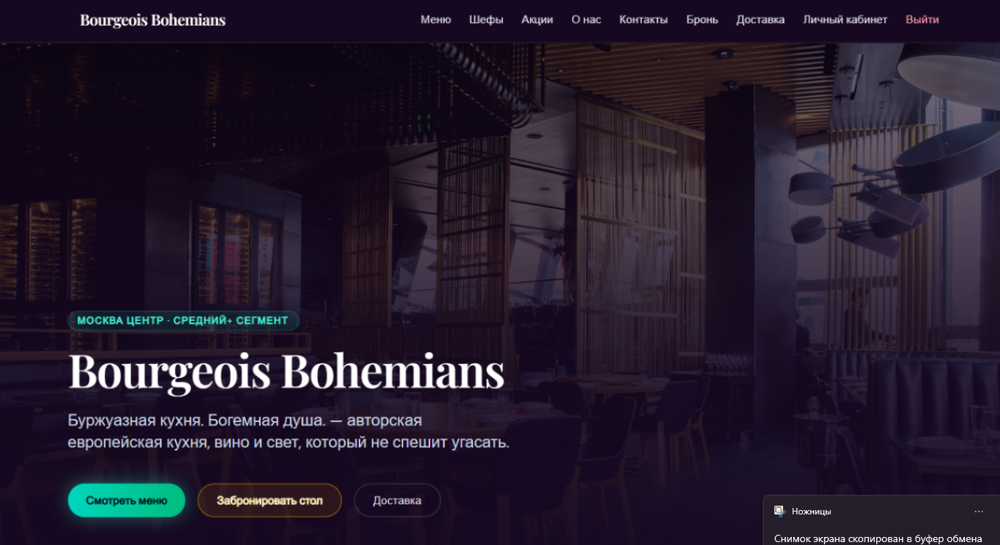 Bourgeois Bohemians
Меню Шефы Акции О нас Контакты Бронь Доставка Личный кабинет Выйти
МОСКВА ЦЕНТР · СРЕДНИЙ+ СЕГМЕНТ
Bourgeois Bohemians
Буржуазная кухня. Богемная душа. — авторская
европейская кухня, вино и свет, который не спешит угасать.
Смотреть меню
Забронировать стол
Доставка
Ножницы
Снимок экрана скопирован в буфер обмена